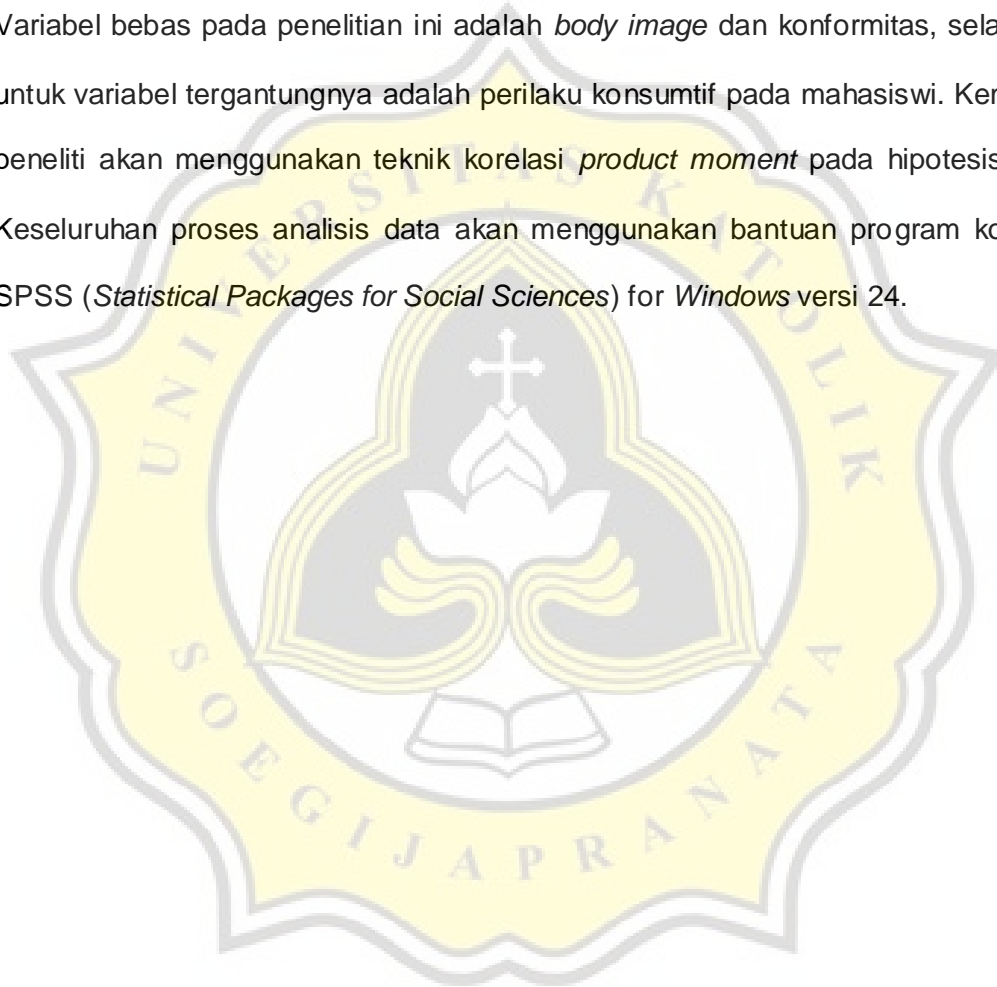 Variabel bebas pada penelitian ini adalah body image dan konformitas, sela
untuk variabel tergantungnya adalah perilaku konsumtif pada mahasiswi. Ker
peneliti akan menggunakan teknik korelasi product moment pada hipotesis
Keseluruhan proses analisis data akan menggunakan bantuan program ko
SPSS (Statistical Packages for Social Sciences) for Windows versi 24.
UNIVERSITAS KATOLIK
SOEGIJAPRANATA